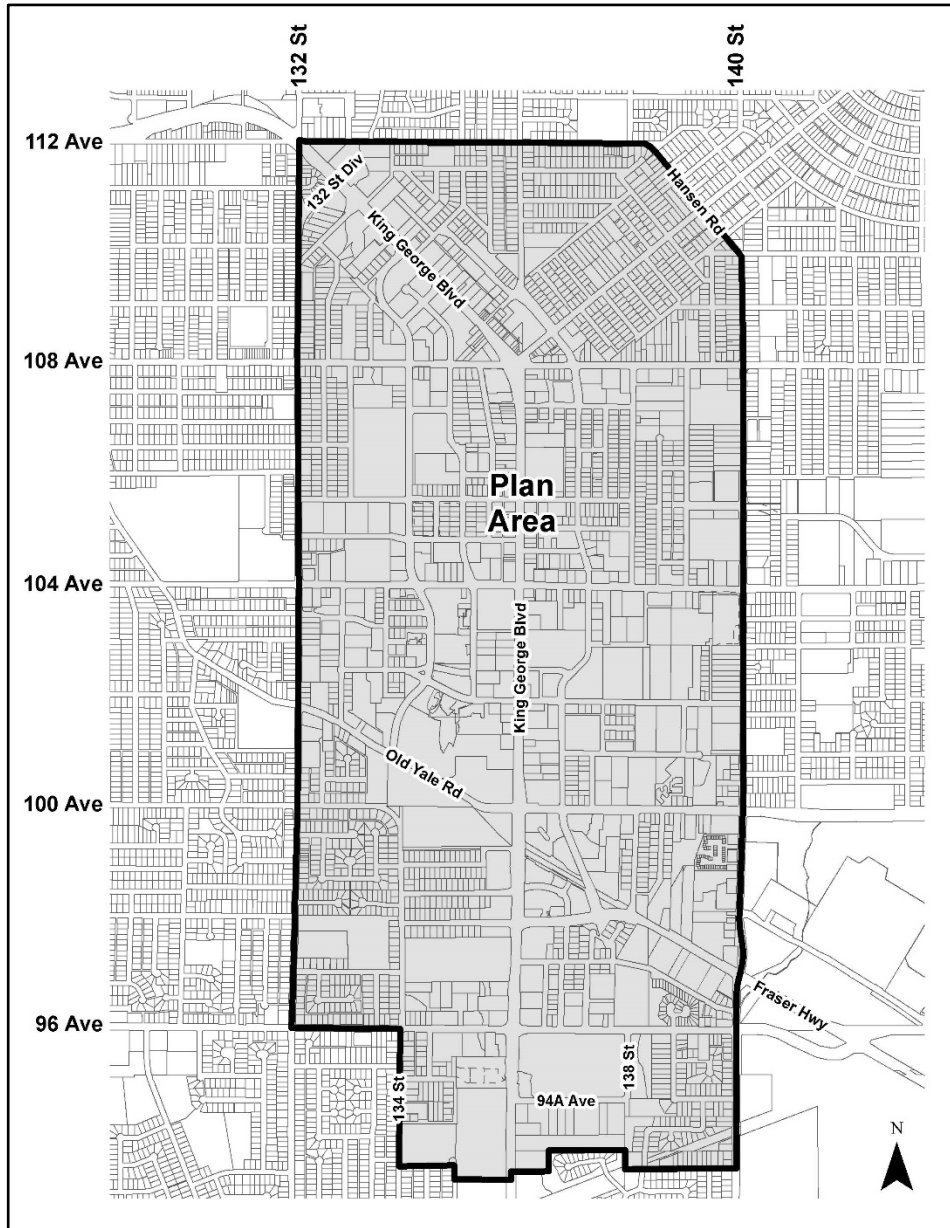 132 St
140 St
112 Ave
132 St Div
Hansen Rd
King George Blvd
108 Ave
Plan
Area
104 Ave
King George Blvd
Old Yale Rd
100 Ave
Fraser Hwy
96 Ave
134 St
138 St
94A Ave
N